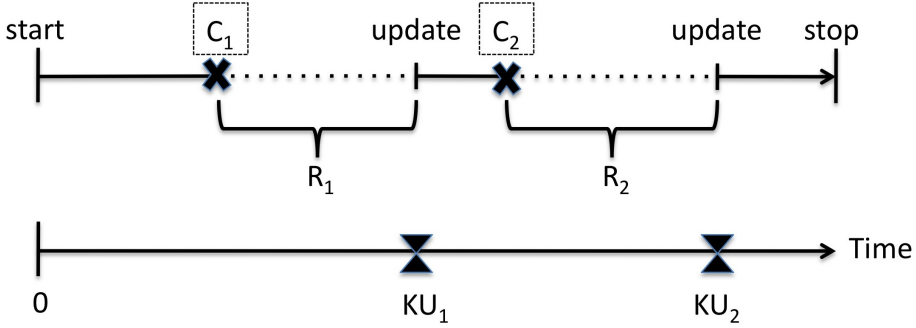 start C₁ update C₂ update stop
R₁ R₂
Time
0 KU₁ KU₂